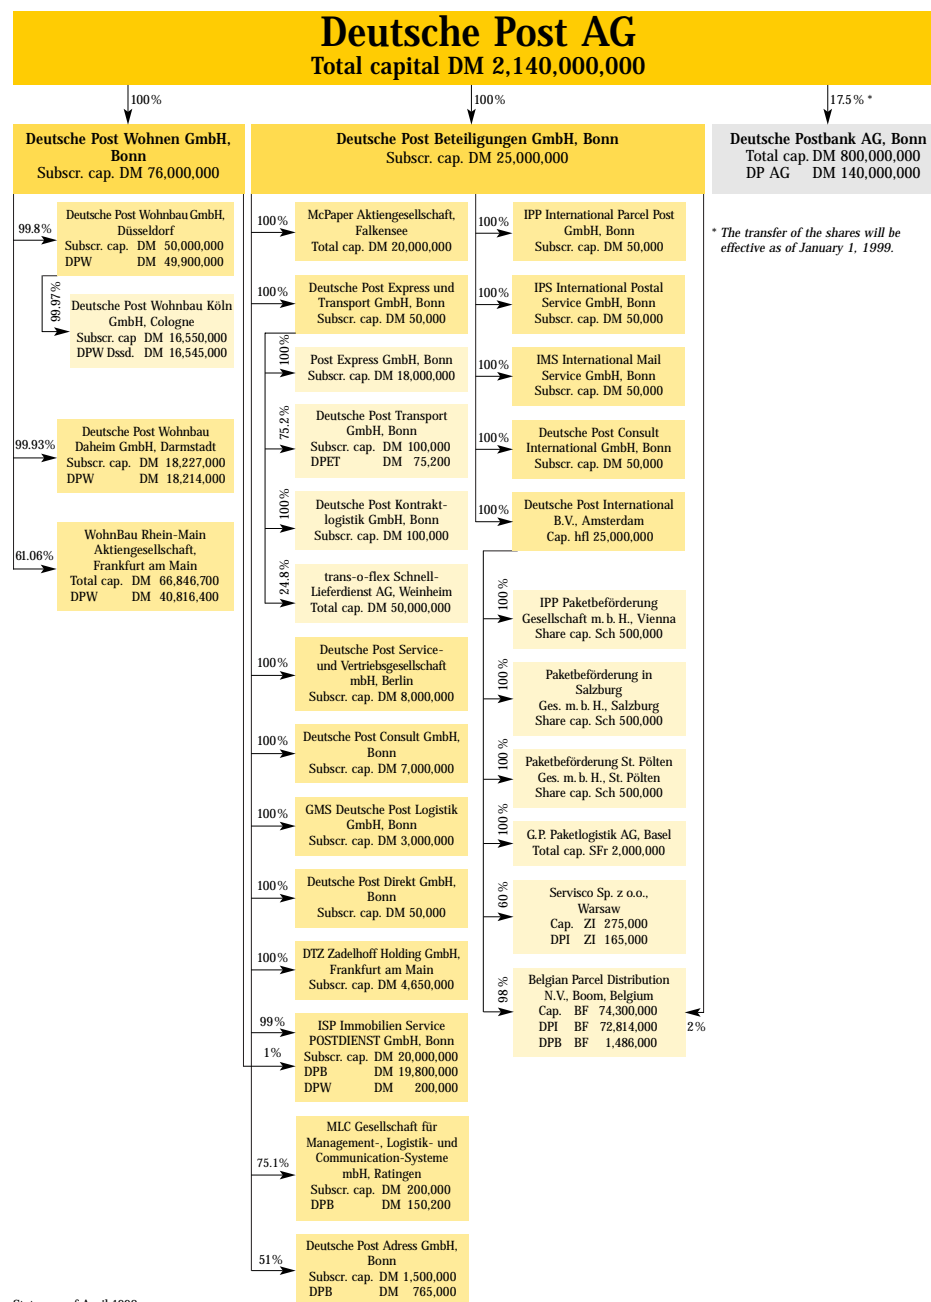 Deutsche Post AG
Total capital DM 2,140,000,000
100%
100%
17.5% *
Deutsche Post Wohnen GmbH,
Bonn
Subscr. cap. DM 76,000,000
Deutsche Post Beteiligungen GmbH, Bonn
Subscr. cap. DM 25,000,000
Deutsche Postbank AG, Bonn
Total cap. DM 800,000,000
DP AG DM 140,000,000
* The transfer of the shares will be
effective as of January 1, 1999.
99.8%
Deutsche Post Wohnbau GmbH,
Düsseldorf
Subscr. cap. DM 50,000,000
DPW DM 49,900,000
99.97%
Deutsche Post Wohnbau Köln
GmbH, Cologne
Subscr. cap DM 16,550,000
DPW Dssd. DM 16,545,000
99.93%
Deutsche Post Wohnbau
Daheim GmbH, Darmstadt
Subscr. cap. DM 18,227,000
DPW DM 18,214,000
61.06%
WohnBau Rhein-Main
Aktiengesellschaft,
Frankfurt am Main
Total cap. DM 66,846,700
DPW DM 40,816,400
100%
McPaper Aktiengesellschaft,
Falkensee
Total cap. DM 20,000,000
100%
Deutsche Post Express und
Transport GmbH, Bonn
Subscr. cap. DM 50,000
100%
Post Express GmbH, Bonn
Subscr. cap. DM 18,000,000
75.2%
Deutsche Post Transport
GmbH, Bonn
Subscr. cap. DM 100,000
DPET DM 75,200
100%
Deutsche Post Kontrakt-
logistik GmbH, Bonn
Subscr. cap. DM 100,000
24.8%
trans-o-flex Schnell-
Lieferdienst AG, Weinheim
Total cap. DM 50,000,000
100%
Deutsche Post Service-
und Vertriebsgesellschaft
mbH, Berlin
Subscr. cap. DM 8,000,000
100%
Deutsche Post Consult GmbH,
Bonn
Subscr. cap. DM 7,000,000
100%
GMS Deutsche Post Logistik
GmbH, Bonn
Subscr. cap. DM 3,000,000
100%
Deutsche Post Direkt GmbH,
Bonn
Subscr. cap. DM 50,000
100%
DTZ Zadelhoff Holding GmbH,
Frankfurt am Main
Subscr. cap. DM 4,650,000
99%
1%
ISP Immobilien Service
POSTDIENST GmbH, Bonn
Subscr. cap. DM 20,000,000
DPB DM 19,800,000
DPW DM 200,000
75.1%
MLC Gesellschaft für
Management-, Logistik- und
Communication-Systeme
mbH, Ratingen
Subscr. cap. DM 200,000
DPB DM 150,200
51%
Deutsche Post Adress GmbH,
Bonn
Subscr. cap. DM 1,500,000
DPB DM 765,000
100%
IPP International Parcel Post
GmbH, Bonn
Subscr. cap. DM 50,000
100%
IPS International Postal
Service GmbH, Bonn
Subscr. cap. DM 50,000
100%
IMS International Mail
Service GmbH, Bonn
Subscr. cap. DM 50,000
100%
Deutsche Post Consult
International GmbH, Bonn
Subscr. cap. DM 50,000
100%
Deutsche Post International
B.V., Amsterdam
Cap. hfl 25,000,000
100%
IPP Paketbeförderung
Gesellschaft m. b. H., Vienna
Share cap. Sch 500,000
100%
Paketbeförderung in
Salzburg
Ges. m. b. H., Salzburg
Share cap. Sch 500,000
100%
Paketbeförderung St. Pölten
Ges. m. b. H., St. Pölten
Share cap. Sch 500,000
100%
G.P. Paketlogistik AG, Basel
Total cap. SFr 2,000,000
60%
Servisco Sp. z o.o.,
Warsaw
Cap. ZI 275,000
DPI ZI 165,000
98%
Belgian Parcel Distribution
N.V., Boom, Belgium
Cap. BF 74,300,000
DPI BF 72,814,000
DPB BF 1,486,000
2%